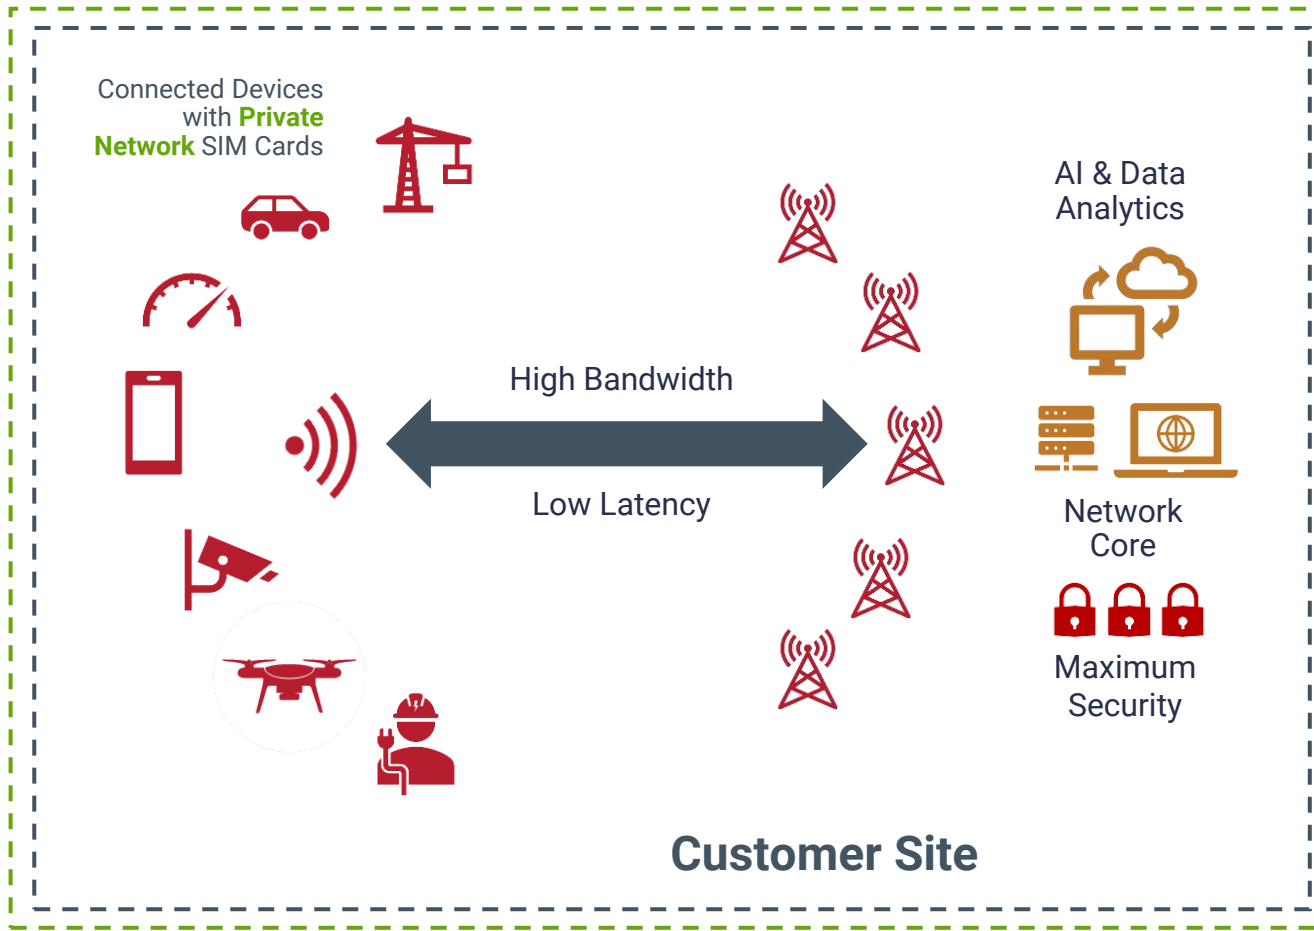 Connected Devices
with Private
Network SIM Cards
High Bandwidth
Low Latency
AI & Data
Analytics
Network
Core
Maximum
Security
Customer Site